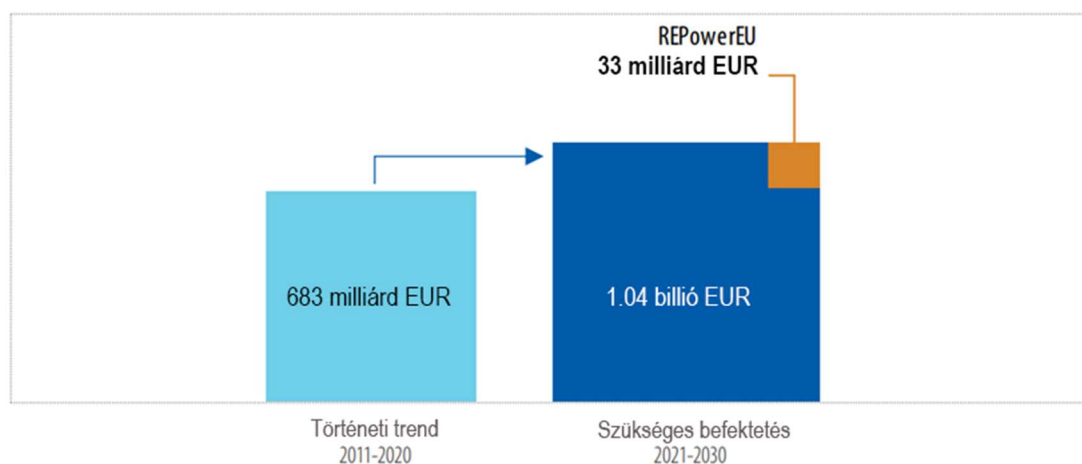 REPowerEU
33 milliárd EUR
683 milliárd EUR
1.04 billió EUR
Történeti trend
2011-2020
Szükséges befektetés
2021-2030